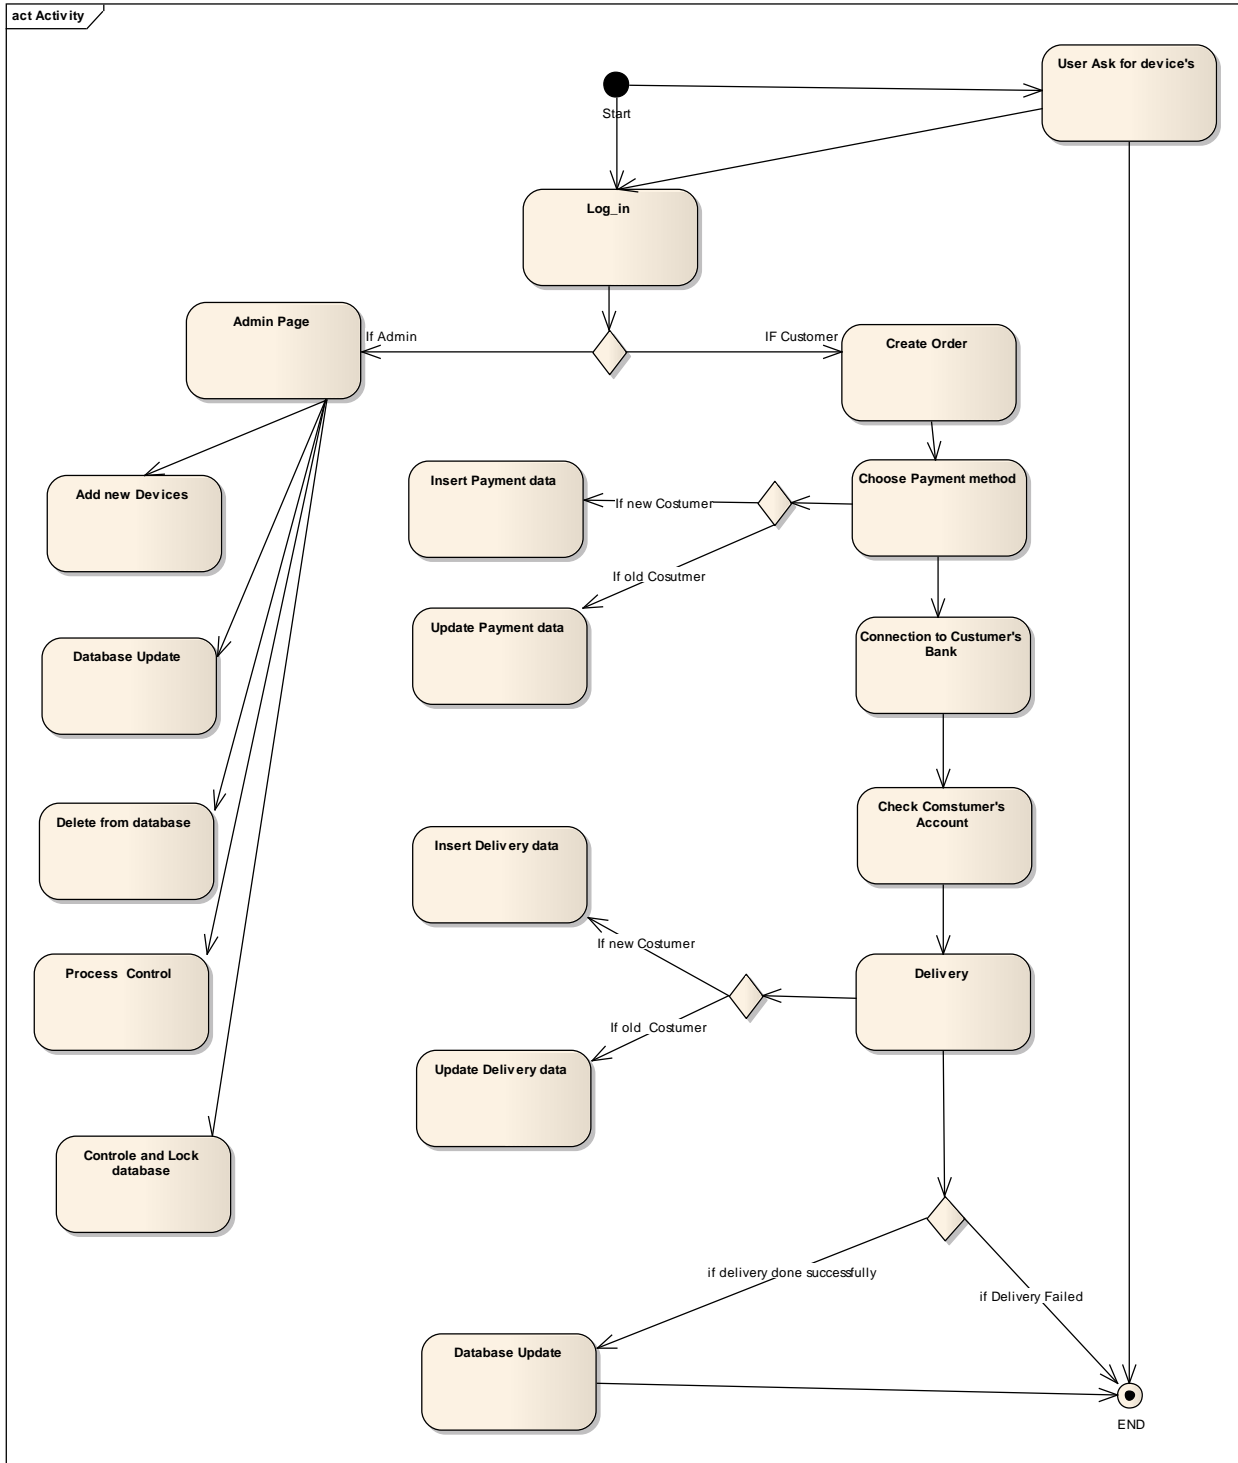 act Activity
User Ask for device's
Start
Log_in
Admin Page
If Admin
IF Customer
Create Order
Insert Payment data
If new Costumer
Choose Payment method
Add new Devices
If old Cosutmer
Update Payment data
Connection to Custumer's
Bank
Database Update
Check Comstumer's
Account
Delete from database
Insert Delivery data
If new Costumer
Process  Control
Delivery
If old  Costumer
Update Delivery data
Controle and Lock
database
if delivery done successfully
if Delivery Failed
Database Update
END